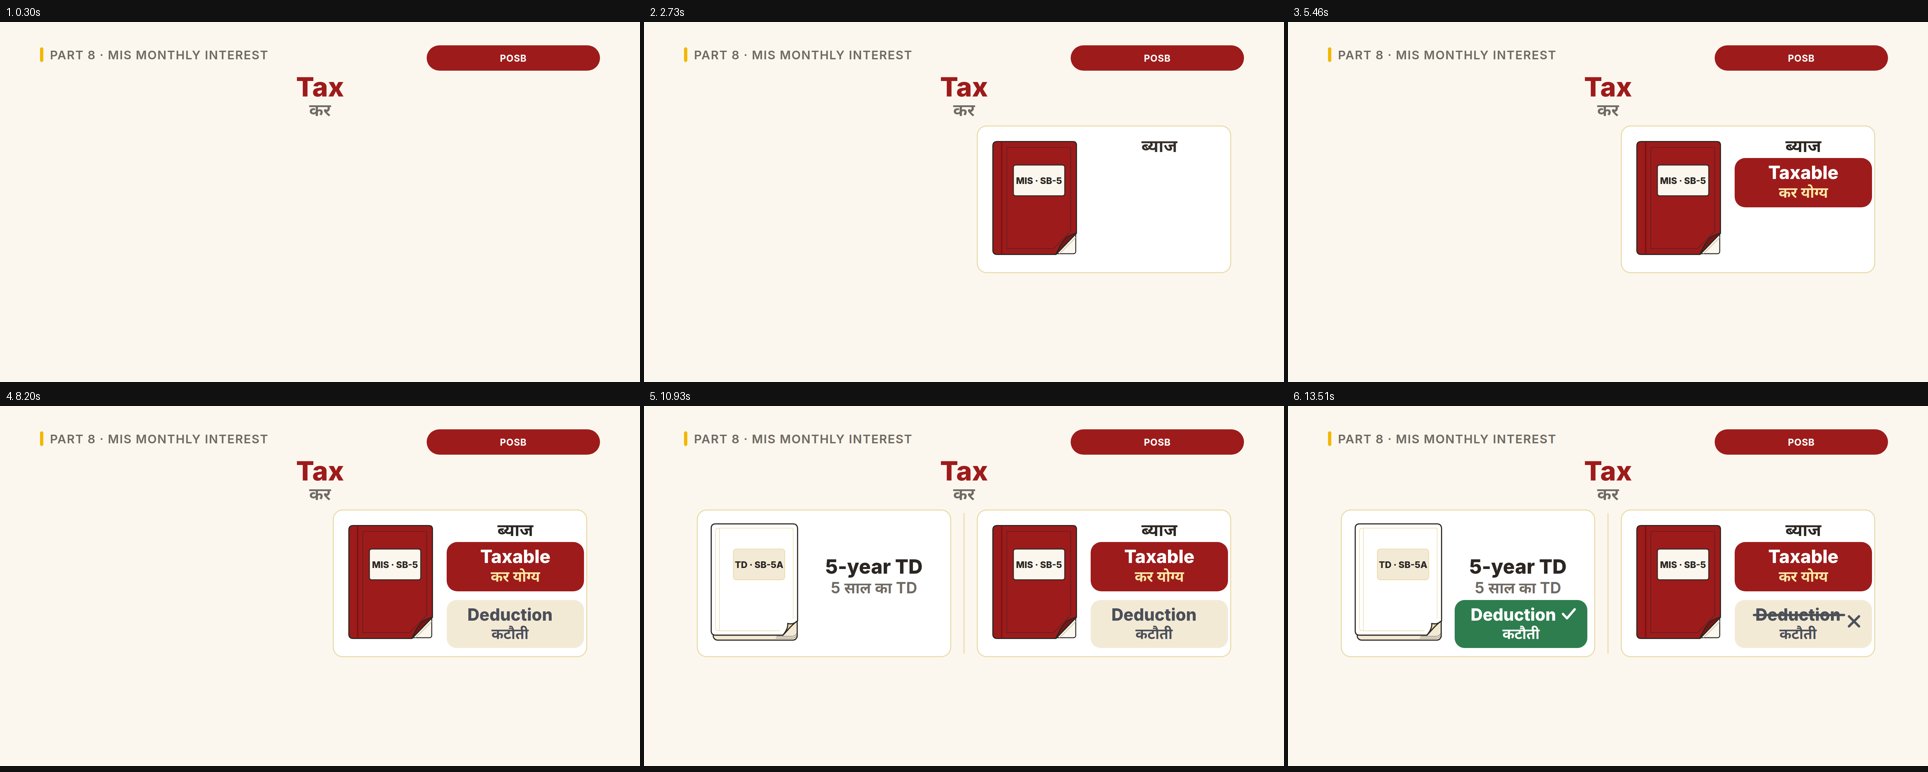 1. 0.30s
PART 8 · MIS MONTHLY INTEREST
POSB
Tax
कर
2. 2.73s
PART 8 · MIS MONTHLY INTEREST
POSB
Tax
कर
MIS · SB-5
ब्याज
3. 5.46s
PART 8 · MIS MONTHLY INTEREST
POSB
Tax
कर
MIS · SB-5
ब्याज
Taxable
कर योग्य
4. 8.20s
PART 8 · MIS MONTHLY INTEREST
POSB
Tax
कर
MIS · SB-5
ब्याज
Taxable
कर योग्य
Deduction
कटौती
5. 10.93s
PART 8 · MIS MONTHLY INTEREST
POSB
Tax
कर
TD · SB-5A
5-year TD
5 साल का TD
MIS · SB-5
ब्याज
Taxable
कर योग्य
Deduction
कटौती
6. 13.51s
PART 8 · MIS MONTHLY INTEREST
POSB
Tax
कर
TD · SB-5A
5-year TD
5 साल का TD
Deduction ✓
कटौती
MIS · SB-5
ब्याज
Taxable
कर योग्य
Deduction ✕
कटौती